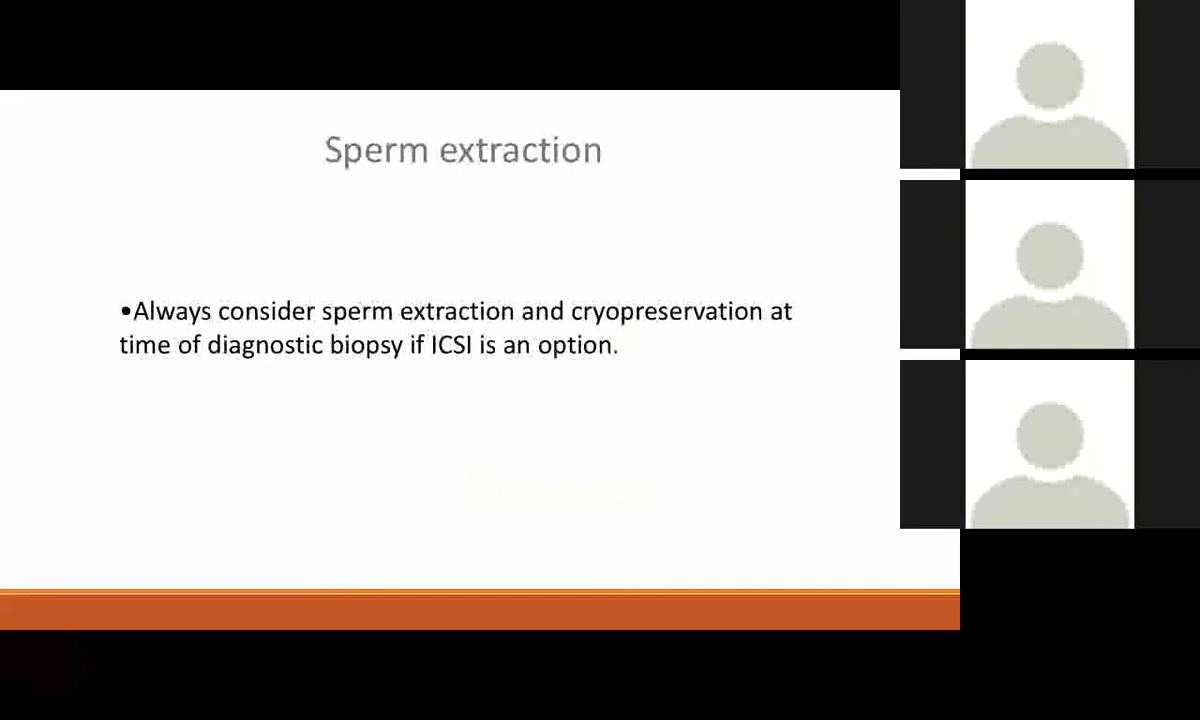 Sperm extraction
•Always consider sperm extraction and cryopreservation at
time of diagnostic biopsy if ICSI is an option.